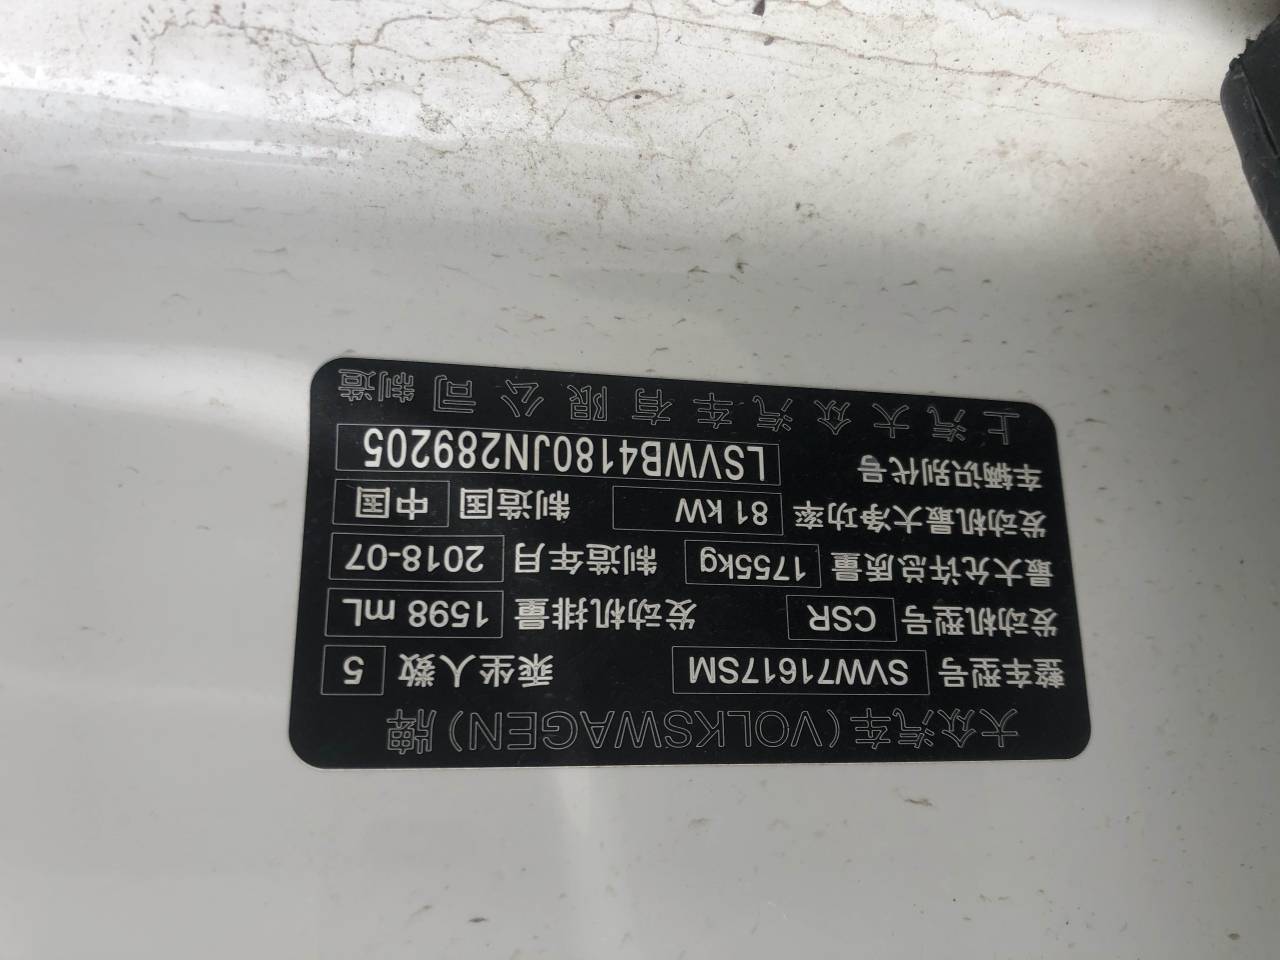 大众汽车(VOLKSWAGEN)牌
整车型号 SVW71617SM 乘坐人数 5
发动机型号 CSR 发动机排量 1598 mL
最大允许总质量 1755kg 制造年月 2018-07
发动机最大净功率 81 kW 制造国 中国
车辆识别代号 LSVWB4180JN289205
上汽大众汽车有限公司 制造